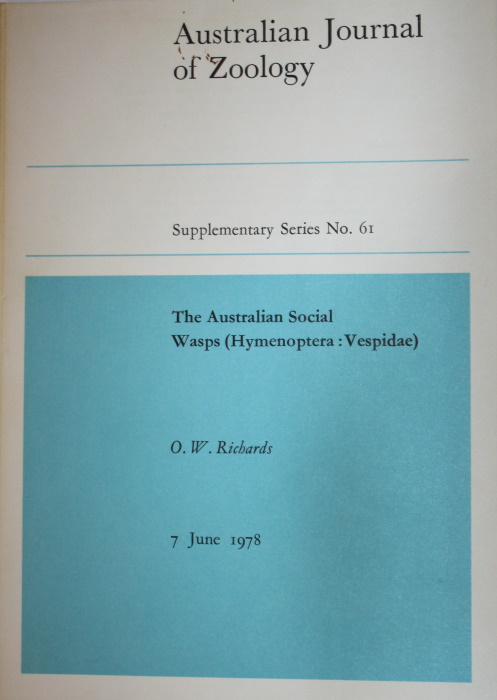 Australian Journal
of Zoology
Supplementary Series No. 61
The Australian Social
Wasps (Hymenoptera : Vespidae)
O. W. Richards
7 June 1978